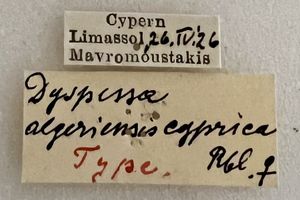 Cypern
Limassol, 26.IV.26
Mavromoustakis
Dyspessa
algeriensis cyprica
Type. Rbl. ♀